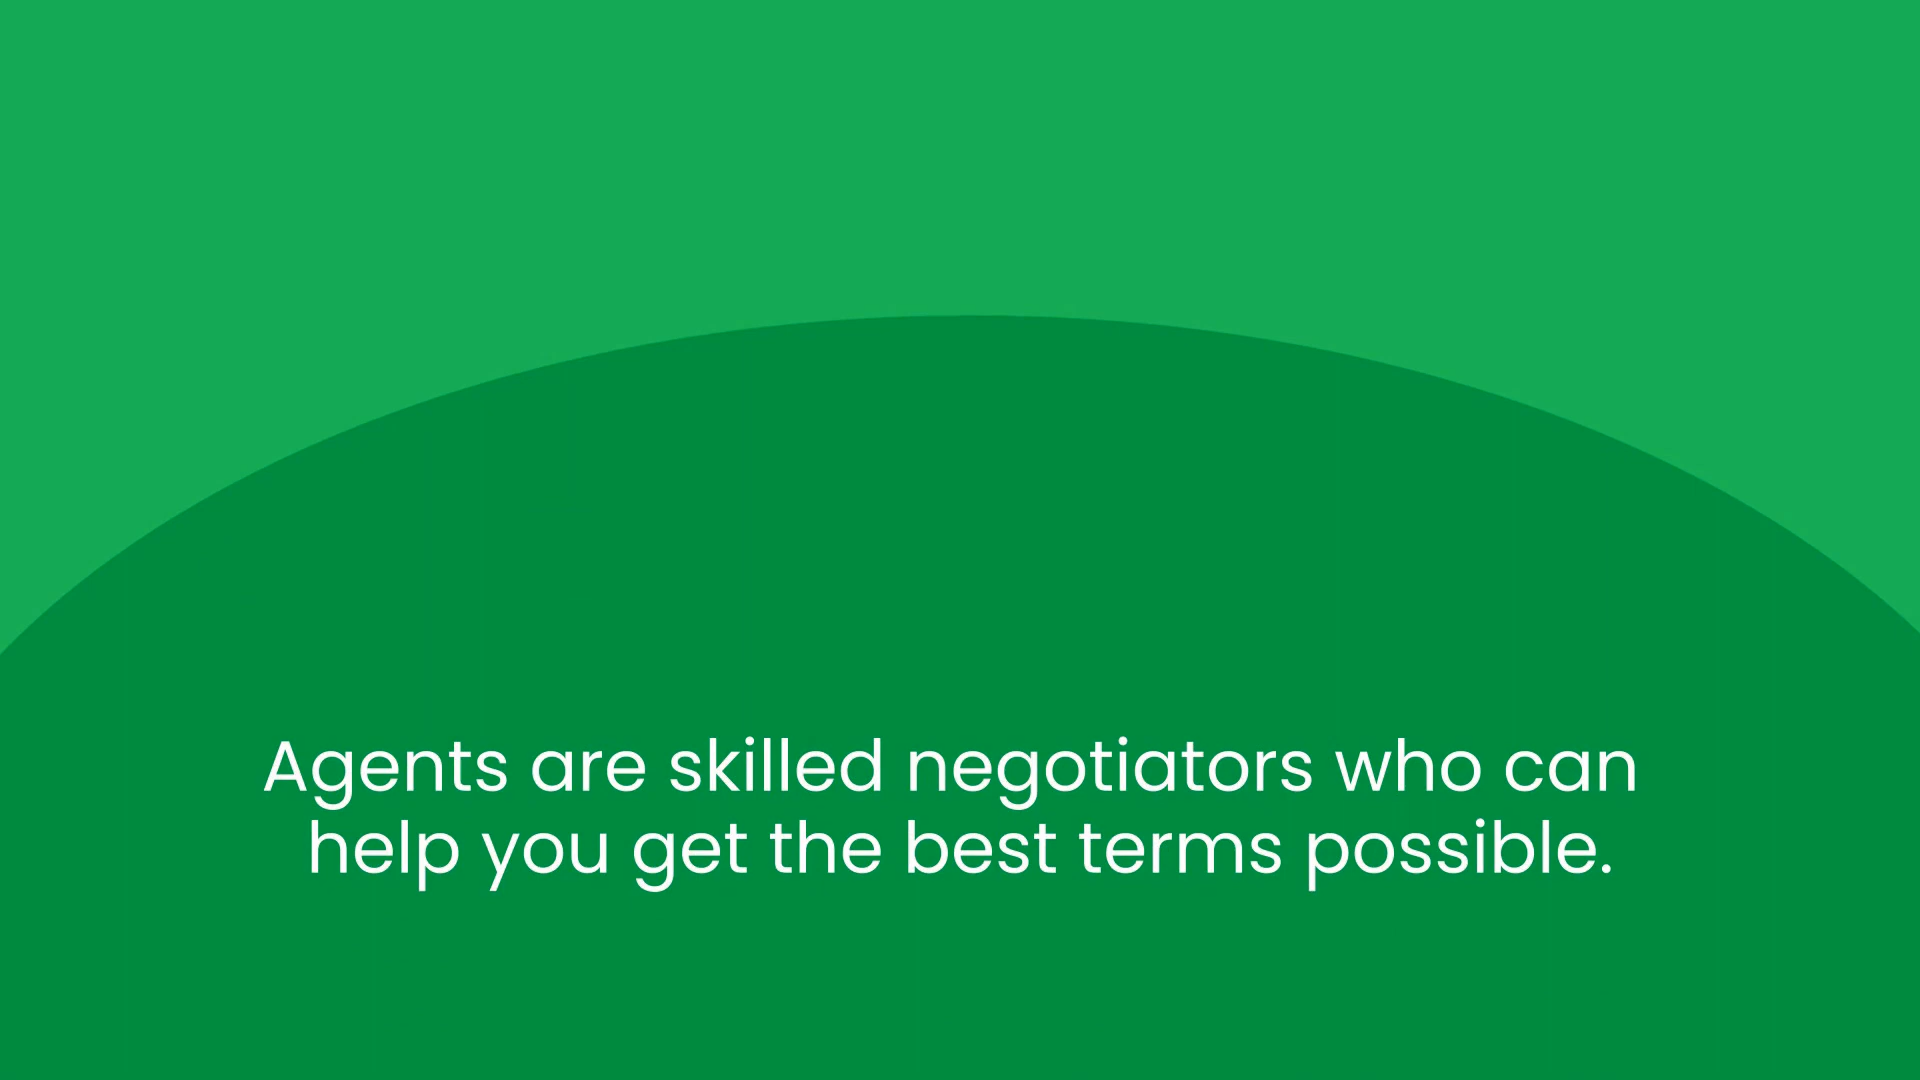 Agents are skilled negotiators who can
help you get the best terms possible.